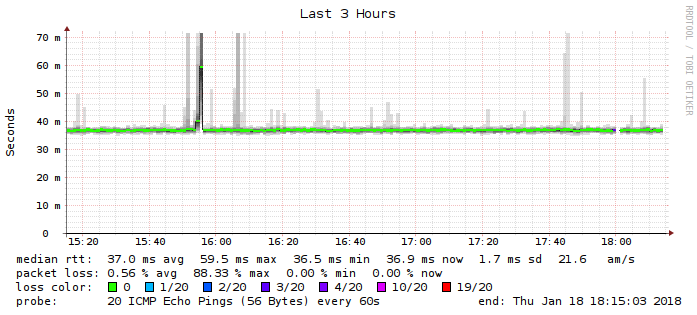 Last 3 Hours
RRDTOOL / TOBI OETIKER
Seconds
70 m
60 m
50 m
40 m
30 m
20 m
10 m
0
15:20 15:40 16:00 16:20 16:40 17:00 17:20 17:40 18:00
median rtt: 37.0 ms avg 59.5 ms max 36.5 ms min 36.9 ms now 1.7 ms sd 21.6 am/s
packet loss: 0.56 % avg 88.33 % max 0.00 % min 0.00 % now
loss color: 0 1/20 2/20 3/20 4/20 10/20 19/20
probe: 20 ICMP Echo Pings (56 Bytes) every 60s end: Thu Jan 18 18:15:03 2018